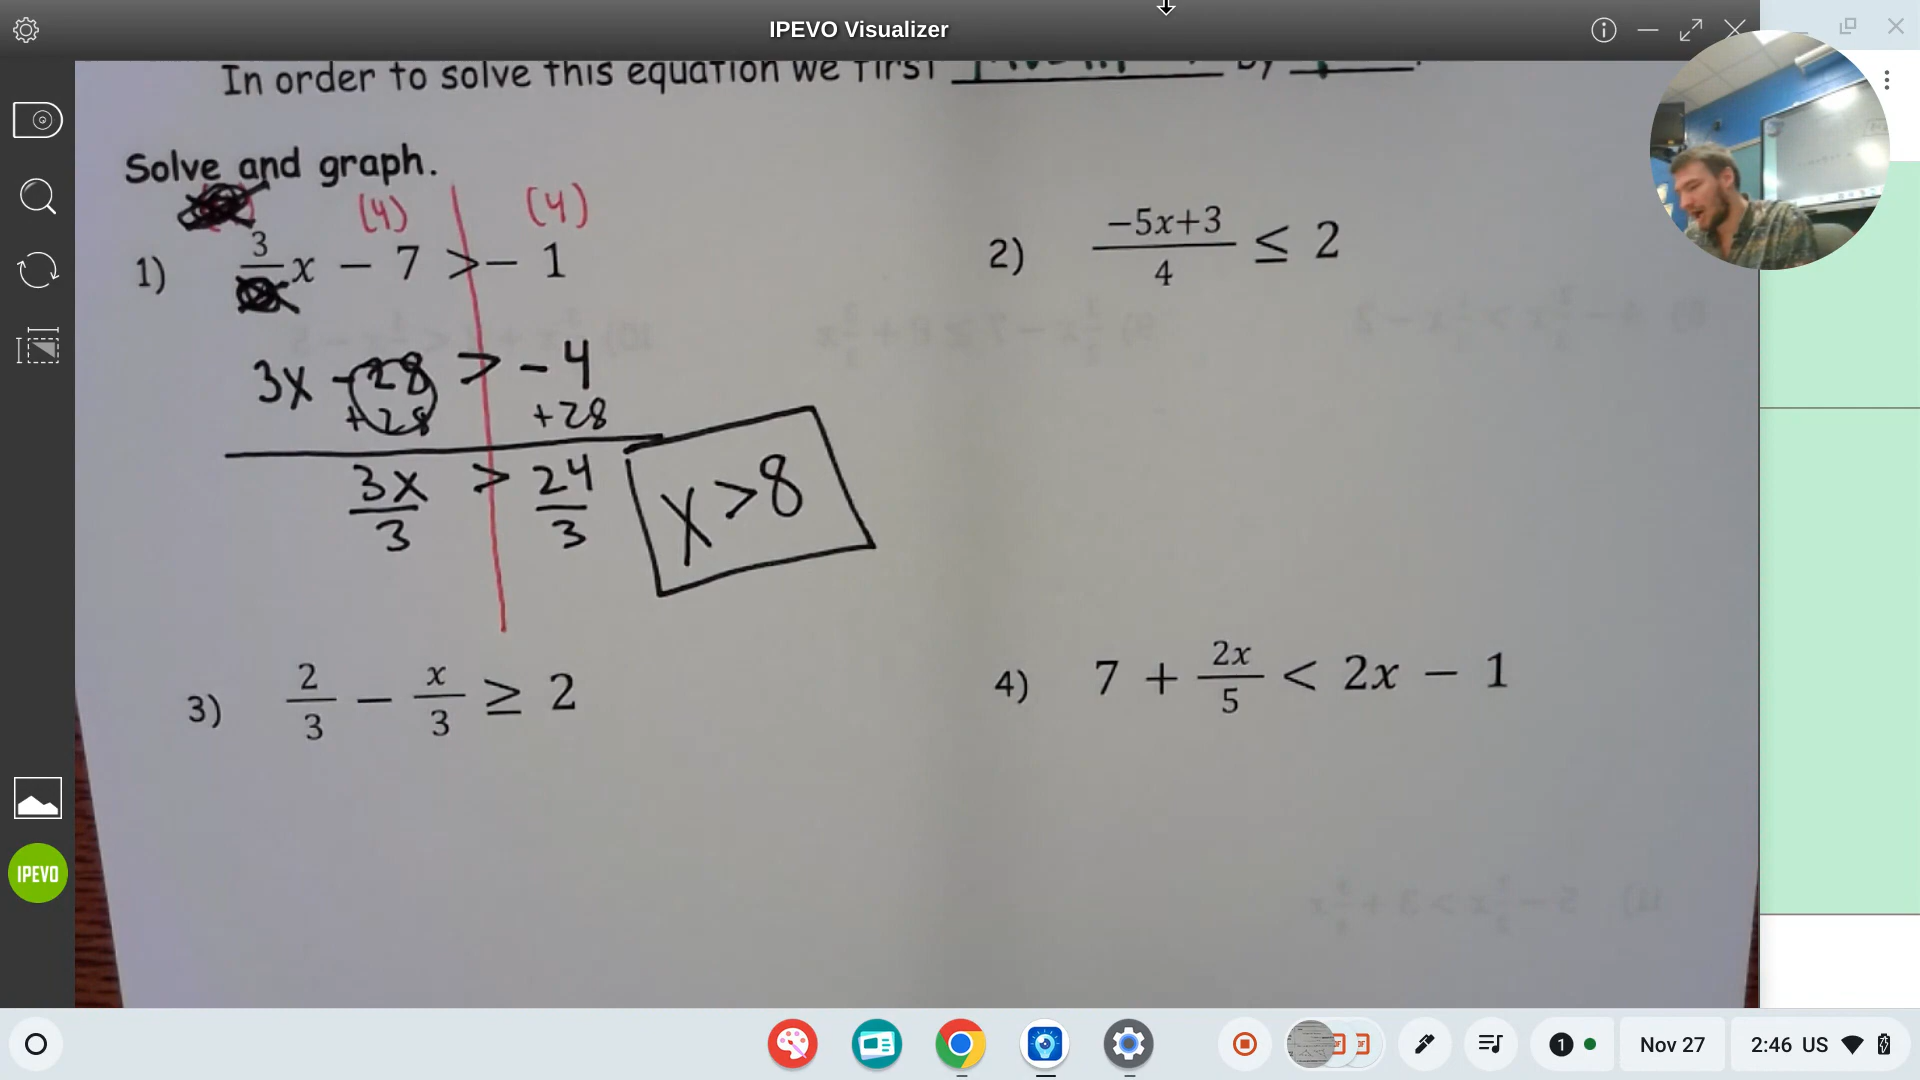 IPEVO Visualizer
In order to solve this equation we first by
Solve and graph.
(4) (4)
1) 3 x − 7 > − 1
3x - 28 > - 4
+28 +28
3x/3 > 24/3
x > 8
2) (-5x+3)/4 ≤ 2
3) 2/3 − x/3 ≥ 2
4) 7 + 2x/5 < 2x − 1
IPEVO
1
Nov 27
2:46 US